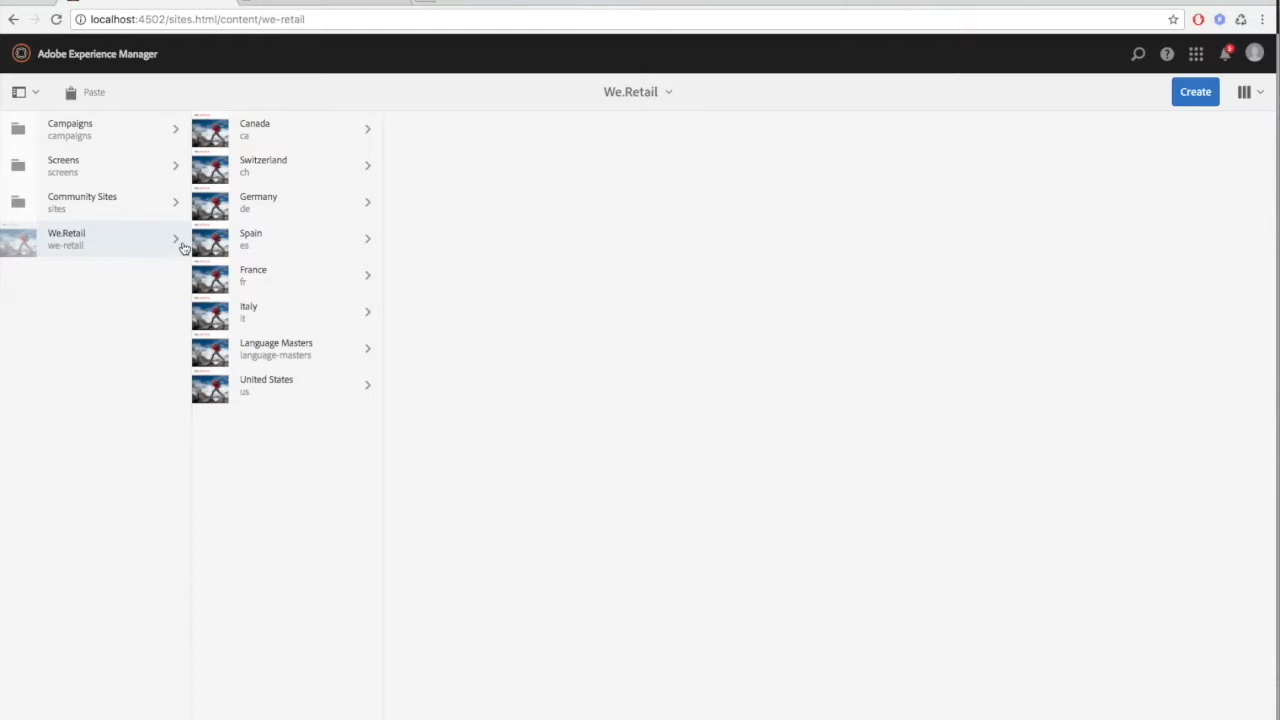 localhost:4502/sites.html/content/we-retail
Adobe Experience Manager
5
Paste
We.Retail
Create
Campaigns
campaigns
Screens
screens
Community Sites
sites
We.Retail
we-retail
Canada
ca
Switzerland
ch
Germany
de
Spain
es
France
fr
Italy
it
Language Masters
language-masters
United States
us